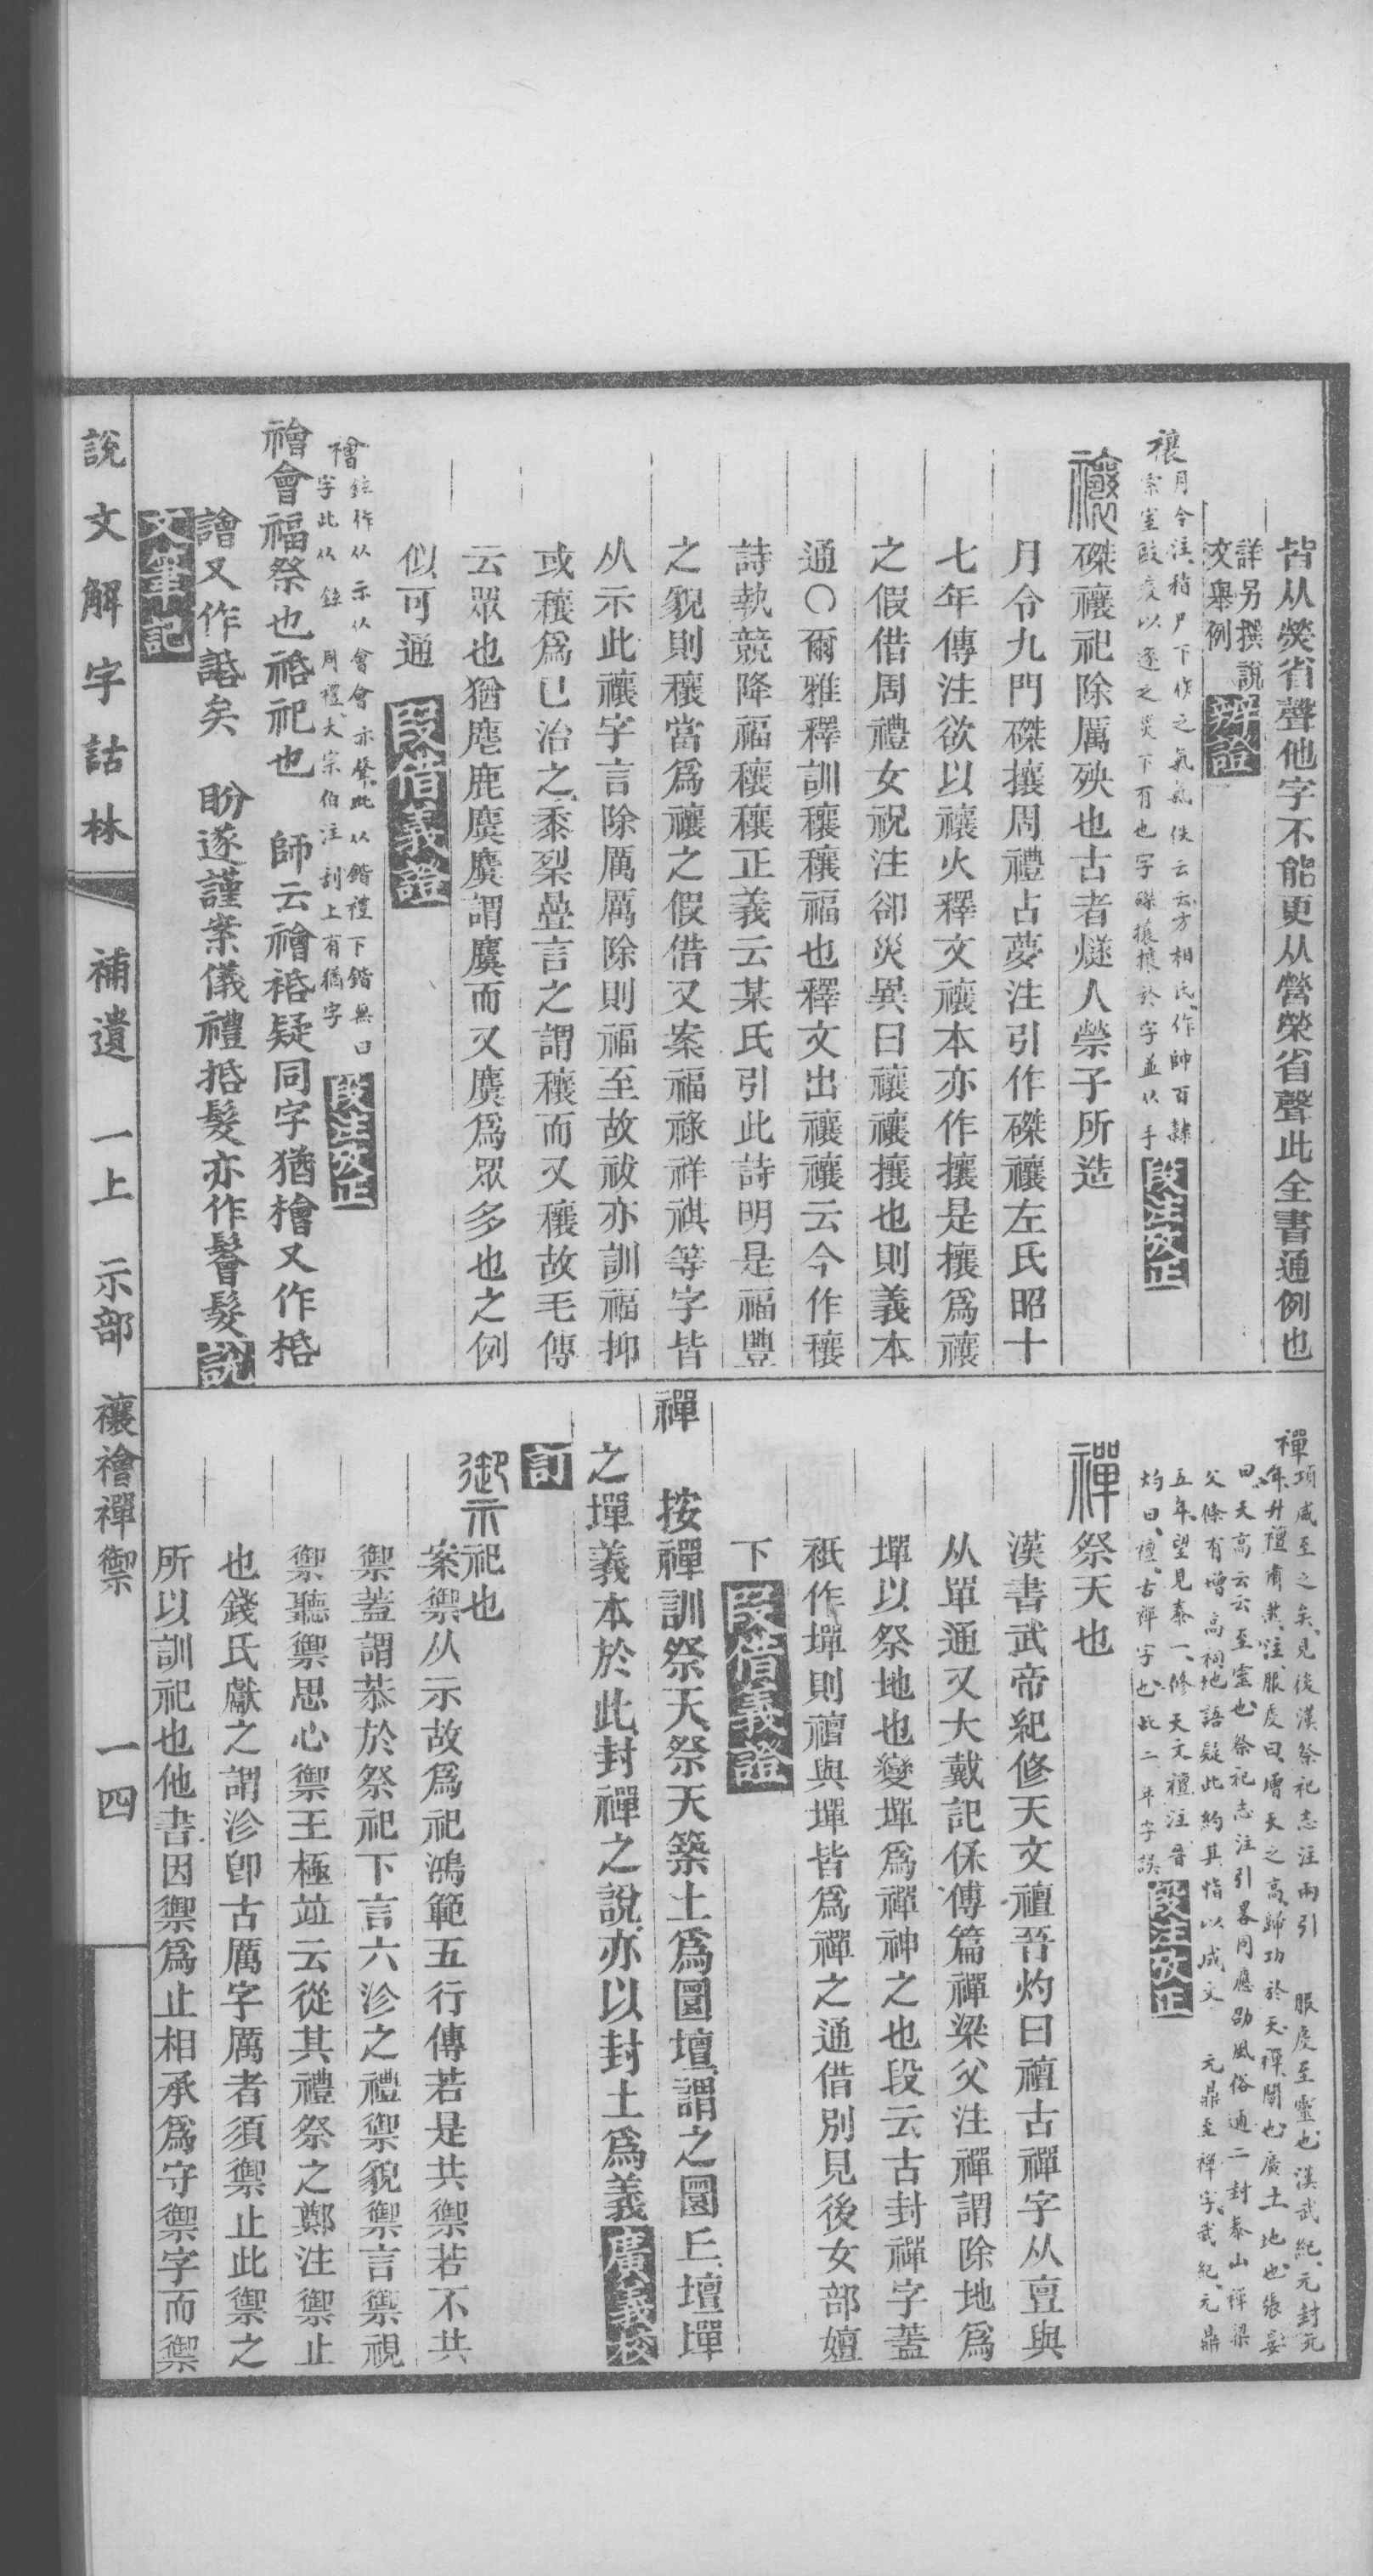 皆从熒省聲他字不能更从營榮省聲此全書通例也
詳另撰說
文舉例 辨證
禳 月令注、稍尸下作之氣氣佚云云方相氏、作帥百隸
索室敺疫以逐之災下有也字磔攘攘於字並从手 段注攷正
禳 磔禳祀除厲殃也古者燧人禜子所造
月令九門磔攘周禮占夢注引作磔禳左氏昭十
七年傳注欲以禳火釋文禳本亦作攘是攘爲禳
之假借周禮女祝注卻災異曰禳禳攘也則義本
通〇爾雅釋訓穰穰福也釋文出禳禳云今作穰
詩執競降福穰穰正義云某氏引此詩明是福豐
之貌則穰當爲禳之假借又案福祿祥祺等字皆
从示此禳字言除厲厲除則福至故祓亦訓福抑
或穰爲已治之黍梨疊言之謂穰而又穰故毛傳
云眾也猶麀鹿麌麌謂麌而又麌爲眾多也之例
似可通 段借義證
禬 鉉作从示从會會亦聲、此以鍇禮下鍇無曰
字此从鉉周禮、大宗伯注刲上有猶字 段注攷正
禬會福祭也祰祀也 師云禬祰疑同字猶檜又作栝
譮又作話矣 盼遂謹案儀禮括髮亦作鬠髮 說
文筆記
禪 項威至之矣、見後漢祭祀志注兩引 服虔至靈也漢武紀、元封元
年、升禮肅然、注、服虔曰、增天之高、歸功於天、禪闡也廣土地也、張晏
曰、天高云云至靈也祭祀志注引畧同應劭風俗通二封泰山禪梁
父條有增高祠地語疑此約其恉以成文 元鼎至禪字、武紀、元鼎
五年、望見泰一、修天文禮注晉
灼曰、䄠、古禪字也此二年字誤 段注攷正
禪 祭天也
漢書武帝紀修天文禮晉灼曰䄠古禪字从亶與
从單通又大戴記保傅篇禪梁父注禪謂除地爲
墠以祭地也變墠爲禪神之也段云古封禪字蓋
祇作墠則䄠與墠皆爲禪之通借別見後女部嬗
下 段借義證
禪 按禪訓祭天、祭天築土爲圜壇、謂之圜丘、壇墠
之墠義本於此、封禪之說、亦以封土爲義 廣義校
訂
禦 祀也
案禦从示故爲祀鴻範五行傳若是共禦若不共
禦蓋謂恭於祭祀下言六沴之禮禦貌禦言禦視
禦聽禦思心禦王極竝云從其禮祭之鄭注禦止
也錢氏獻之謂沴卽古厲字厲者須禦止此禦之
所以訓祀也他書因禦爲止相承爲守禦字而禦
說文解字詁林 補遺 一上 示部 禳禬禪禦 一四